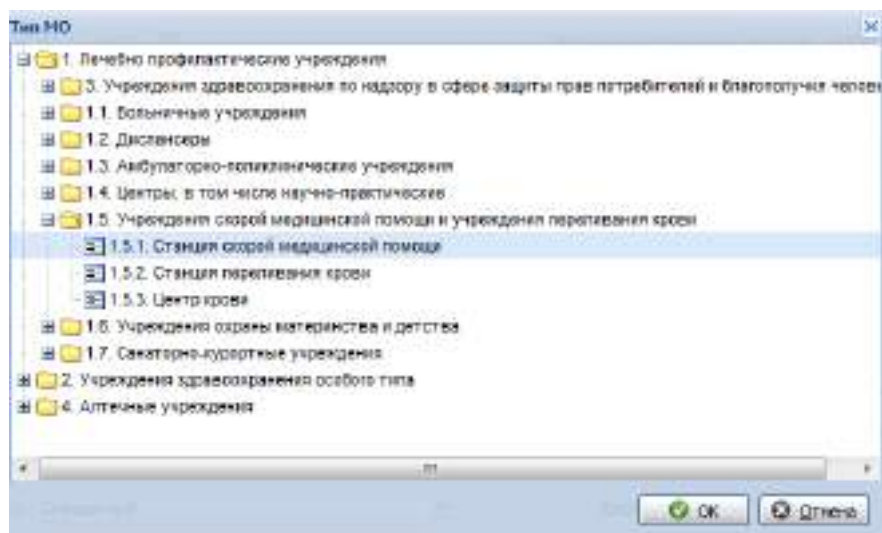 Тип МО
1. Лечебно профилактические учреждения
3. Учреждения здравоохранения по надзору в сфере защиты прав потребителей и благополучия челове
1.1. Больничные учреждения
1.2. Диспансеры
1.3. Амбулаторно-поликлинические учреждения
1.4. Центры, в том числе научно-практические
1.5. Учреждения скорой медицинской помощи и учреждения переливания крови
1.5.1. Станция скорой медицинской помощи
1.5.2. Станция переливания крови
1.5.3. Центр крови
1.6. Учреждения охраны материнства и детства
1.7. Санаторно-курортные учреждения
2. Учреждения здравоохранения особого типа
4. Аптечные учреждения
ОК
Отмена